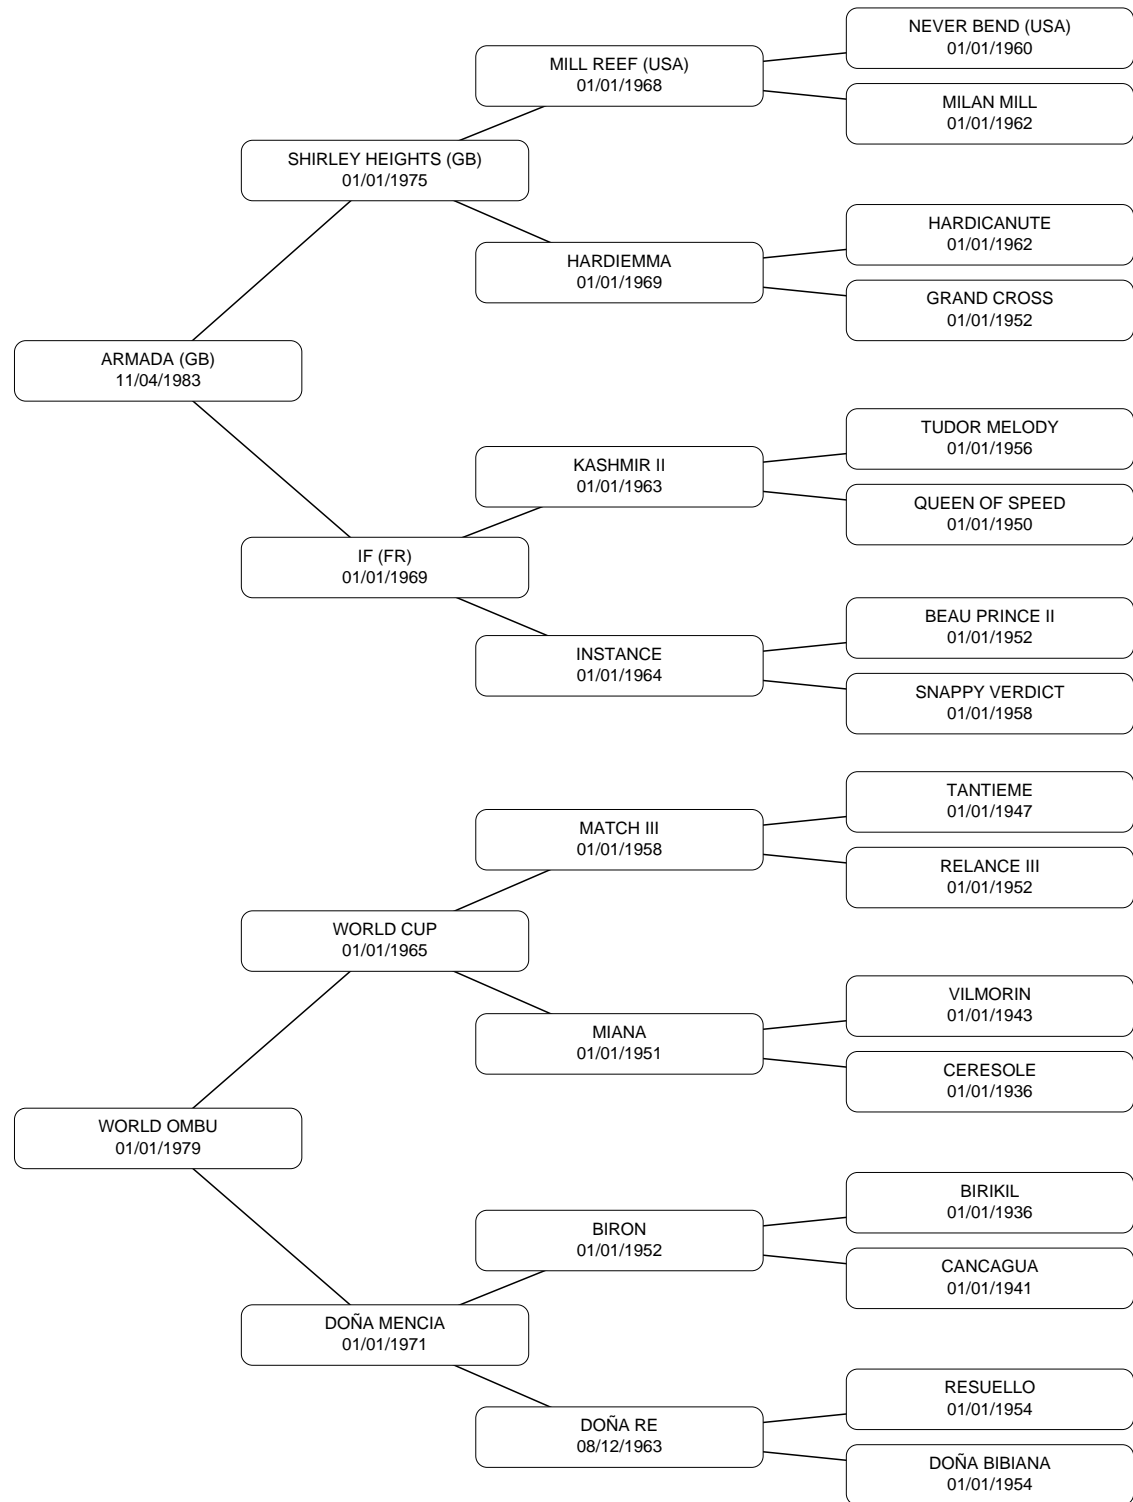 NEVER BEND (USA)
01/01/1960
MILL REEF (USA)
01/01/1968
MILAN MILL
01/01/1962
SHIRLEY HEIGHTS (GB)
01/01/1975
HARDICANUTE
01/01/1962
HARDIEMMA
01/01/1969
GRAND CROSS
01/01/1952
ARMADA (GB)
11/04/1983
TUDOR MELODY
01/01/1956
KASHMIR II
01/01/1963
QUEEN OF SPEED
01/01/1950
IF (FR)
01/01/1969
BEAU PRINCE II
01/01/1952
INSTANCE
01/01/1964
SNAPPY VERDICT
01/01/1958
TANTIEME
01/01/1947
MATCH III
01/01/1958
RELANCE III
01/01/1952
WORLD CUP
01/01/1965
VILMORIN
01/01/1943
MIANA
01/01/1951
CERESOLE
01/01/1936
WORLD OMBU
01/01/1979
BIRIKIL
01/01/1936
BIRON
01/01/1952
CANCAGUA
01/01/1941
DOÑA MENCIA
01/01/1971
RESUELLO
01/01/1954
DOÑA RE
08/12/1963
DOÑA BIBIANA
01/01/1954